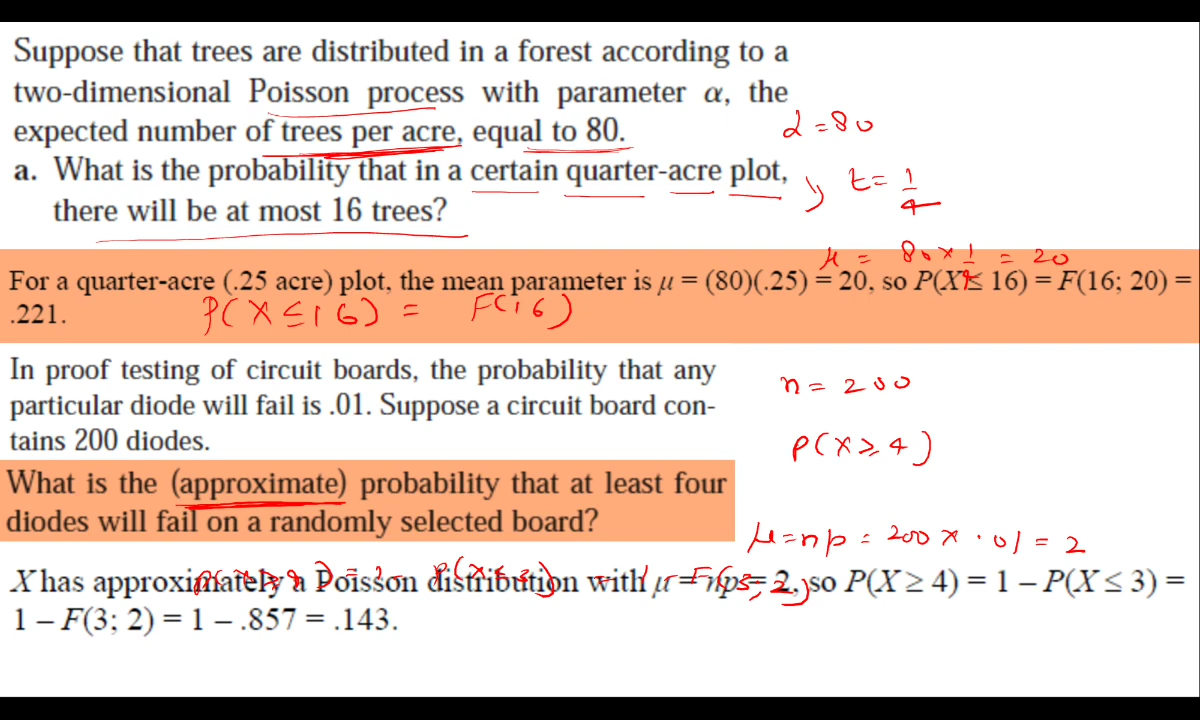 Suppose that trees are distributed in a forest according to a
two-dimensional Poisson process with parameter α, the
expected number of trees per acre, equal to 80.
α = 80
a. What is the probability that in a certain quarter-acre plot,
there will be at most 16 trees?
t = 1/4
μ = 80 × 1/4 = 20
For a quarter-acre (.25 acre) plot, the mean parameter is μ = (80)(.25) = 20, so P(X ≤ 16) = F(16; 20) =
.221.
P(X ≤ 16) = F(16)
In proof testing of circuit boards, the probability that any
particular diode will fail is .01. Suppose a circuit board con-
tains 200 diodes.
n = 200
P(X ≥ 4)
What is the (approximate) probability that at least four
diodes will fail on a randomly selected board?
μ = np = 200 × .01 = 2
X has approximately a Poisson distribution with μ = np = 2, so P(X ≥ 4) = 1 – P(X ≤ 3) =
1 – F(3; 2) = 1 – .857 = .143.